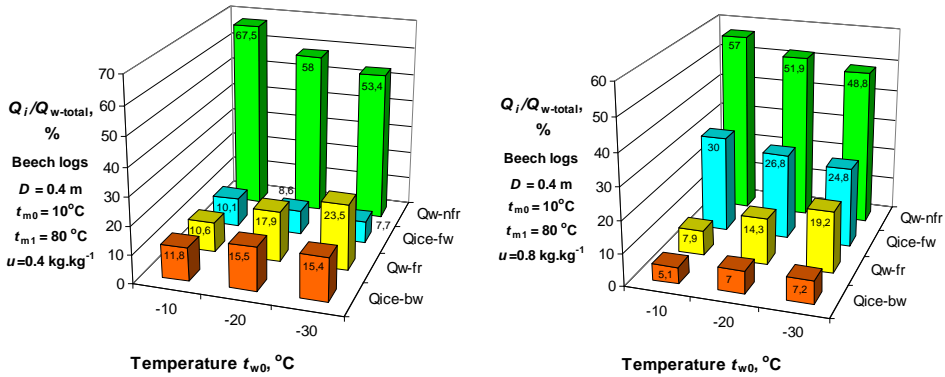 70
60
50
40
30
20
10
0
Qi/Qw-total,
%
Beech logs
D = 0.4 m
tm0 = 10°C
tm1 = 80 °C
u=0.4 kg.kg-1
67,5
58
53,4
10,1
8,6
7,7
10,6
17,9
23,5
11,8
15,5
15,4
Qw-nfr
Qice-fw
Qw-fr
Qice-bw
-10
-20
-30
Temperature tw0, °C
60
50
40
30
20
10
0
Qi/Qw-total,
%
Beech logs
D = 0.4 m
tm0 = 10°C
tm1 = 80 °C
u=0.8 kg.kg-1
57
51,9
48,8
30
26,8
24,8
7,9
14,3
19,2
5,1
7
7,2
Qw-nfr
Qice-fw
Qw-fr
Qice-bw
-10
-20
-30
Temperature tw0, °C